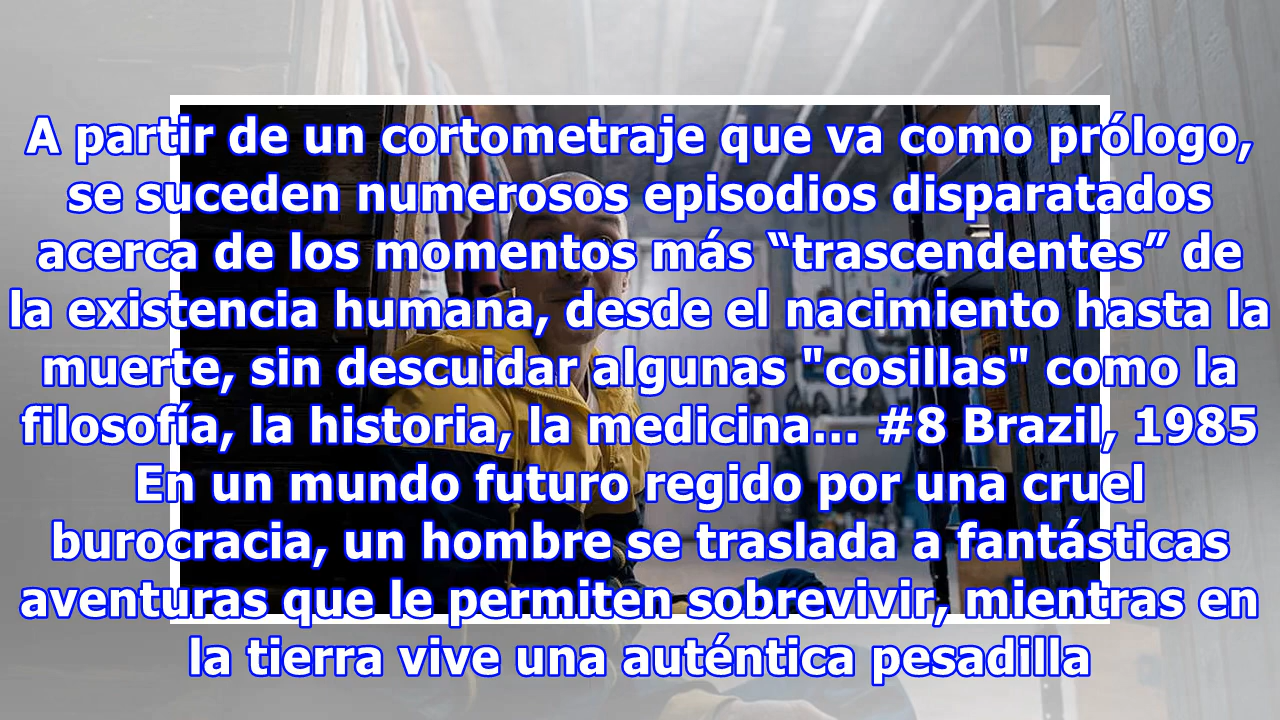 A partir de un cortometraje que va como prólogo,
se suceden numerosos episodios disparatados
acerca de los momentos más “trascendentes” de
la existencia humana, desde el nacimiento hasta la
muerte, sin descuidar algunas "cosillas" como la
filosofía, la historia, la medicina... #8 Brazil, 1985
En un mundo futuro regido por una cruel
burocracia, un hombre se traslada a fantásticas
aventuras que le permiten sobrevivir, mientras en
la tierra vive una auténtica pesadilla